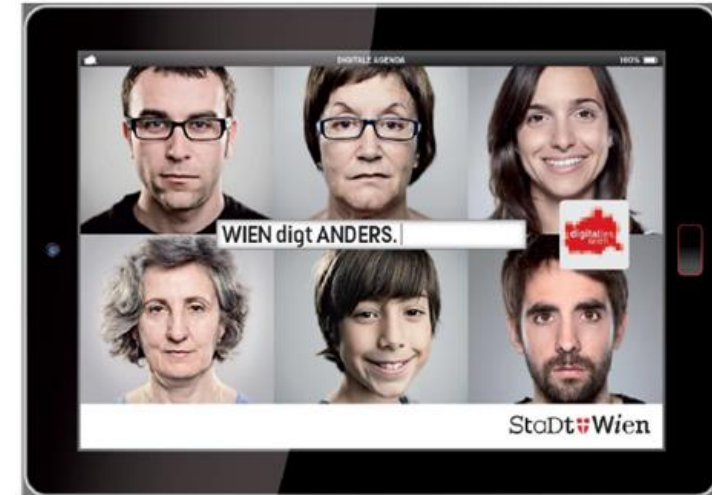 DIGITALE AGENDA
100%
WIEN digt ANDERS.
digitales
wien
StaDt Wien